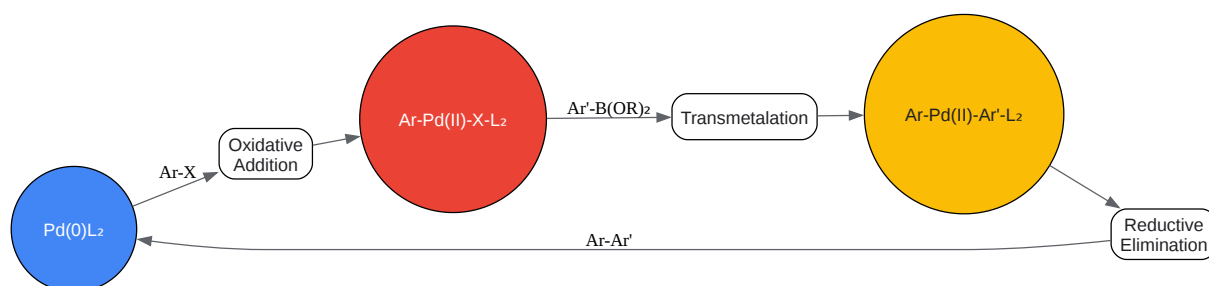 Pd(0)L₂
Ar-X
Oxidative
Addition
Ar-Pd(II)-X-L₂
Ar'-B(OR)₂
Transmetalation
Ar-Pd(II)-Ar'-L₂
Reductive
Elimination
Ar-Ar'